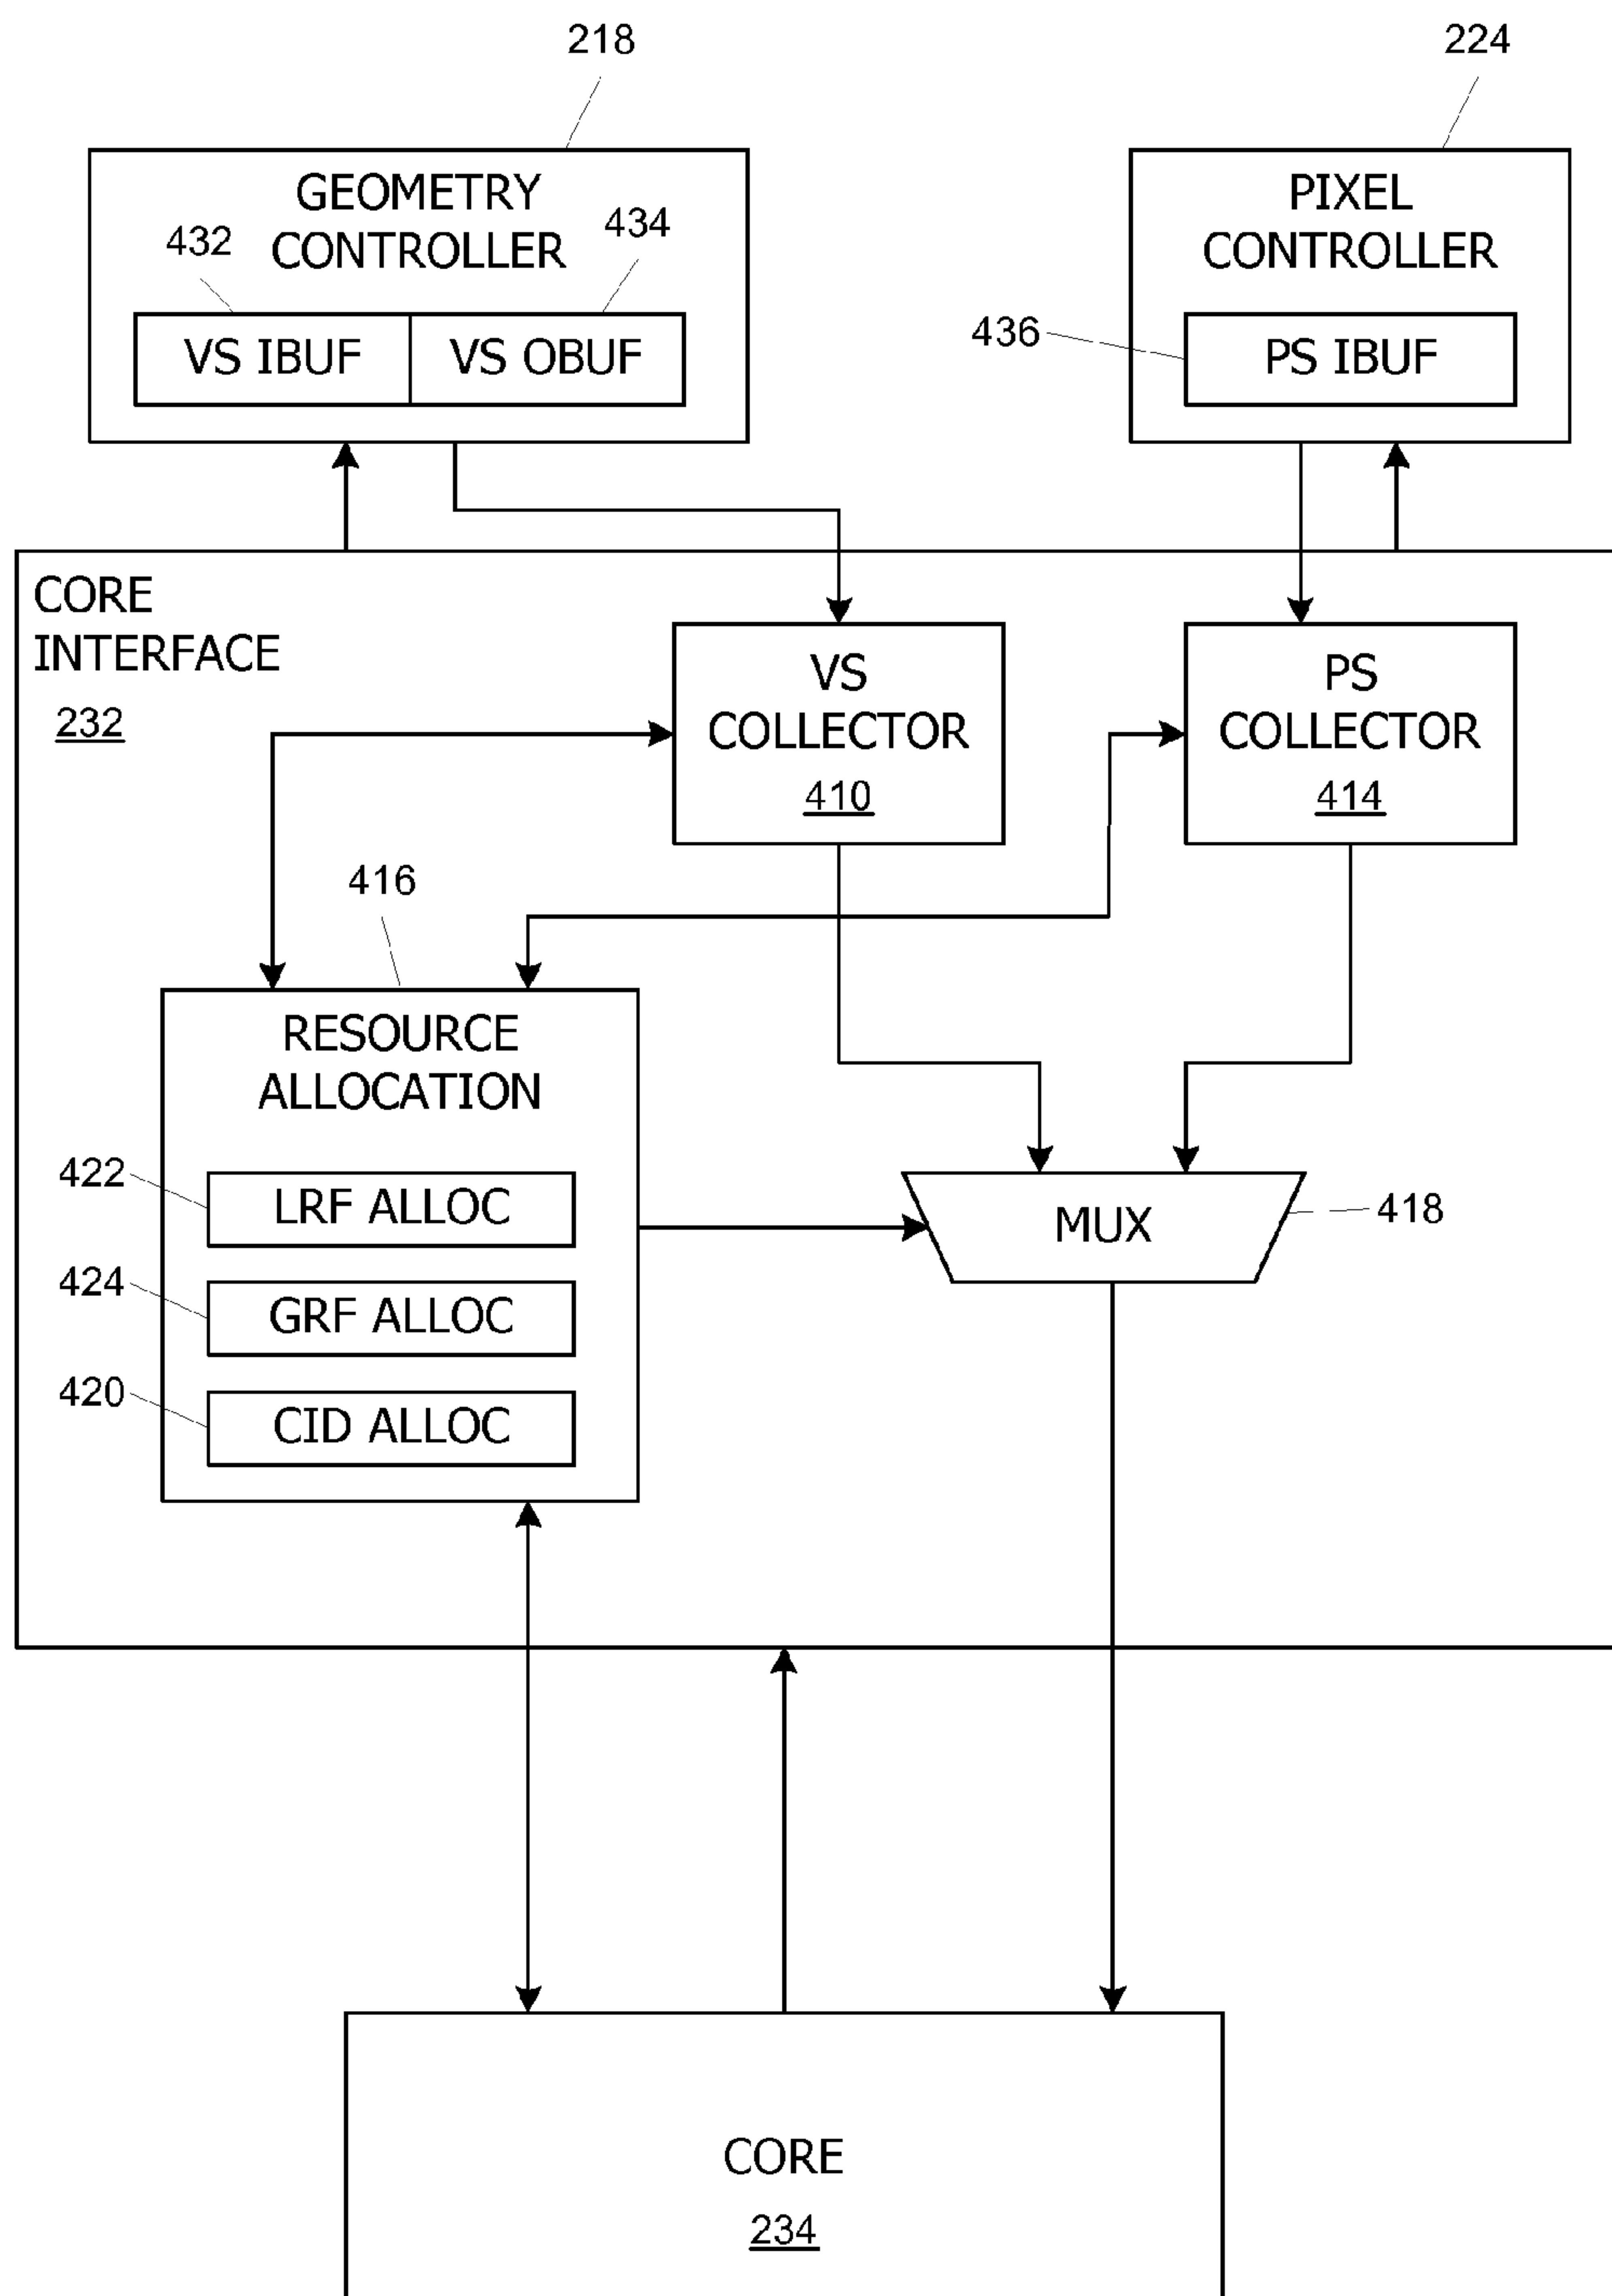 218
224
GEOMETRY
CONTROLLER
432
434
VS IBUF
VS OBUF
PIXEL
CONTROLLER
436
PS IBUF
CORE
INTERFACE
232
VS
COLLECTOR
410
PS
COLLECTOR
414
416
RESOURCE
ALLOCATION
422
LRF ALLOC
424
GRF ALLOC
420
CID ALLOC
MUX
418
CORE
234